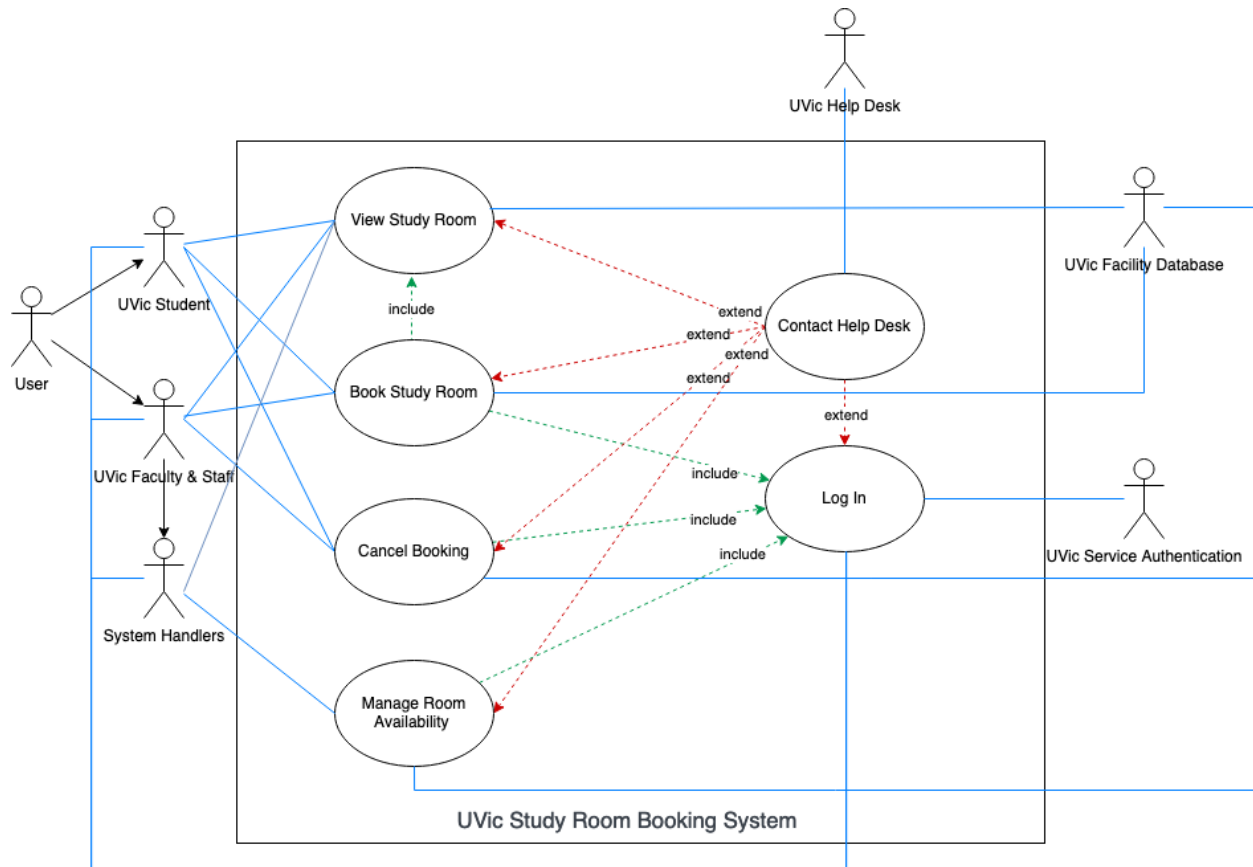 UVic Help Desk
View Study Room
UVic Facility Database
UVic Student
include
extend
Contact Help Desk
extend
extend
User
extend
Book Study Room
extend
UVic Faculty & Staff
include
Log In
include
Cancel Booking
include
UVic Service Authentication
System Handlers
Manage Room
Availability
UVic Study Room Booking System